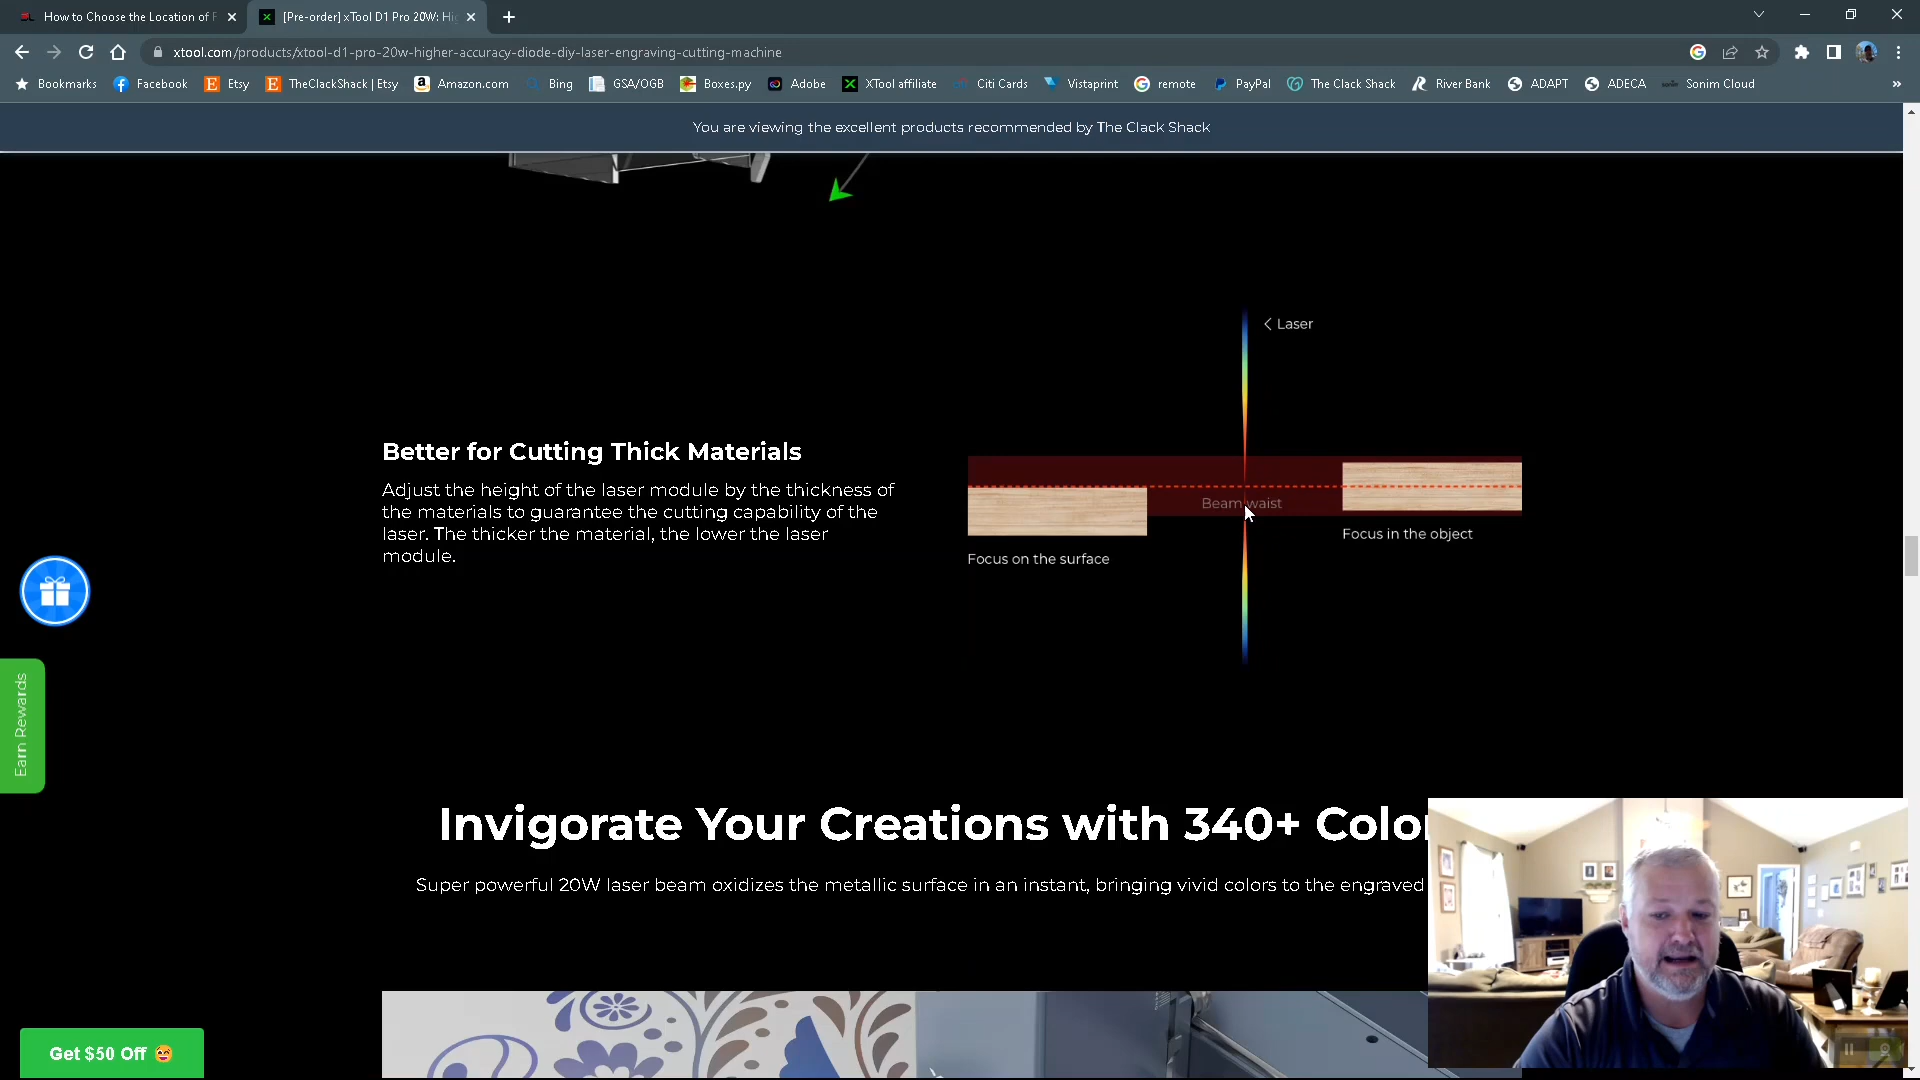 How to Choose the Location of F
[Pre-order] xTool D1 Pro 20W: Hi
xtool.com/products/xtool-d1-pro-20w-higher-accuracy-diode-diy-laser-engraving-cutting-machine
Bookmarks Facebook Etsy TheClackShack | Etsy Amazon.com Bing GSA/OGB Boxes.py Adobe XTool affiliate Citi Cards Vistaprint remote PayPal The Clack Shack River Bank ADAPT ADECA Sonim Cloud »
You are viewing the excellent products recommended by The Clack Shack
< Laser
Better for Cutting Thick Materials
Adjust the height of the laser module by the thickness of
the materials to guarantee the cutting capability of the
laser. The thicker the material, the lower the laser
module.
Beam waist
Focus on the surface
Focus in the object
Earn Rewards
Invigorate Your Creations with 340+ Color
Super powerful 20W laser beam oxidizes the metallic surface in an instant, bringing vivid colors to the engraved
Get $50 Off 😄